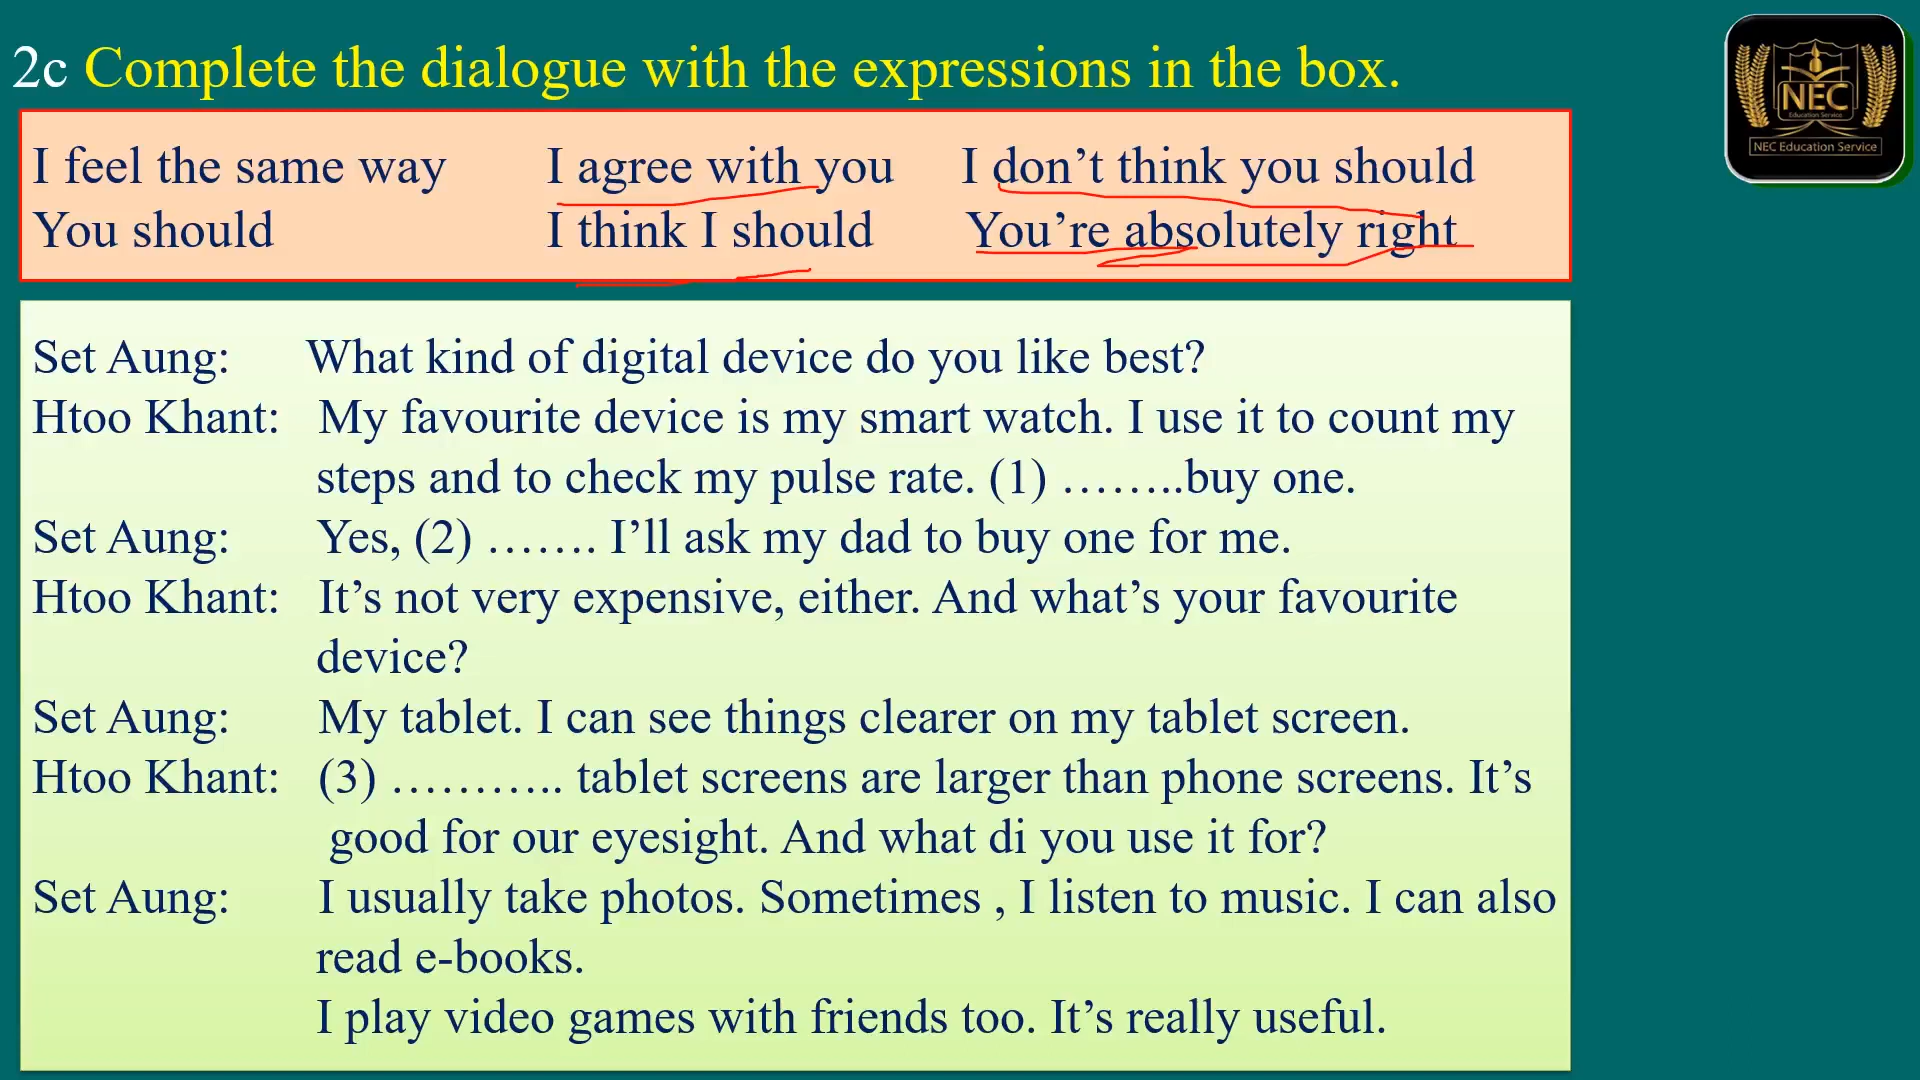 2c Complete the dialogue with the expressions in the box.
NEC
Education Service
NEC Education Service
I feel the same way I agree with you I don’t think you should
You should I think I should You’re absolutely right
Set Aung: What kind of digital device do you like best?
Htoo Khant: My favourite device is my smart watch. I use it to count my
steps and to check my pulse rate. (1) ……..buy one.
Set Aung: Yes, (2) ……. I’ll ask my dad to buy one for me.
Htoo Khant: It’s not very expensive, either. And what’s your favourite
device?
Set Aung: My tablet. I can see things clearer on my tablet screen.
Htoo Khant: (3) ……….. tablet screens are larger than phone screens. It’s
good for our eyesight. And what di you use it for?
Set Aung: I usually take photos. Sometimes , I listen to music. I can also
read e-books.
I play video games with friends too. It’s really useful.